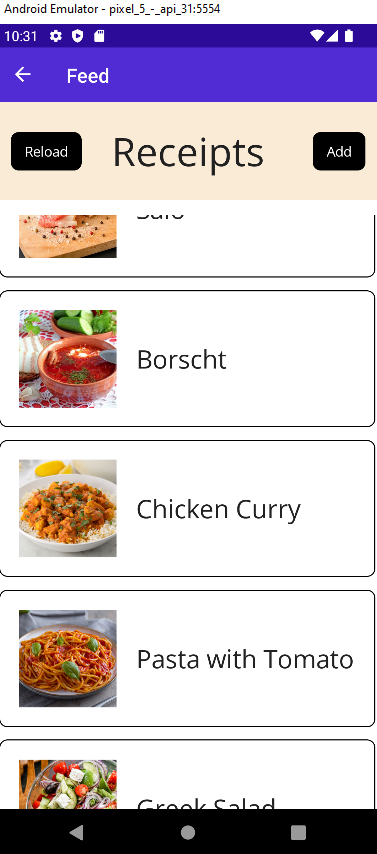 Android Emulator - pixel_5_-_api_31:5554
10:31
Feed
Reload
Receipts
Add
Salo
Borscht
Chicken Curry
Pasta with Tomato
Greek Salad